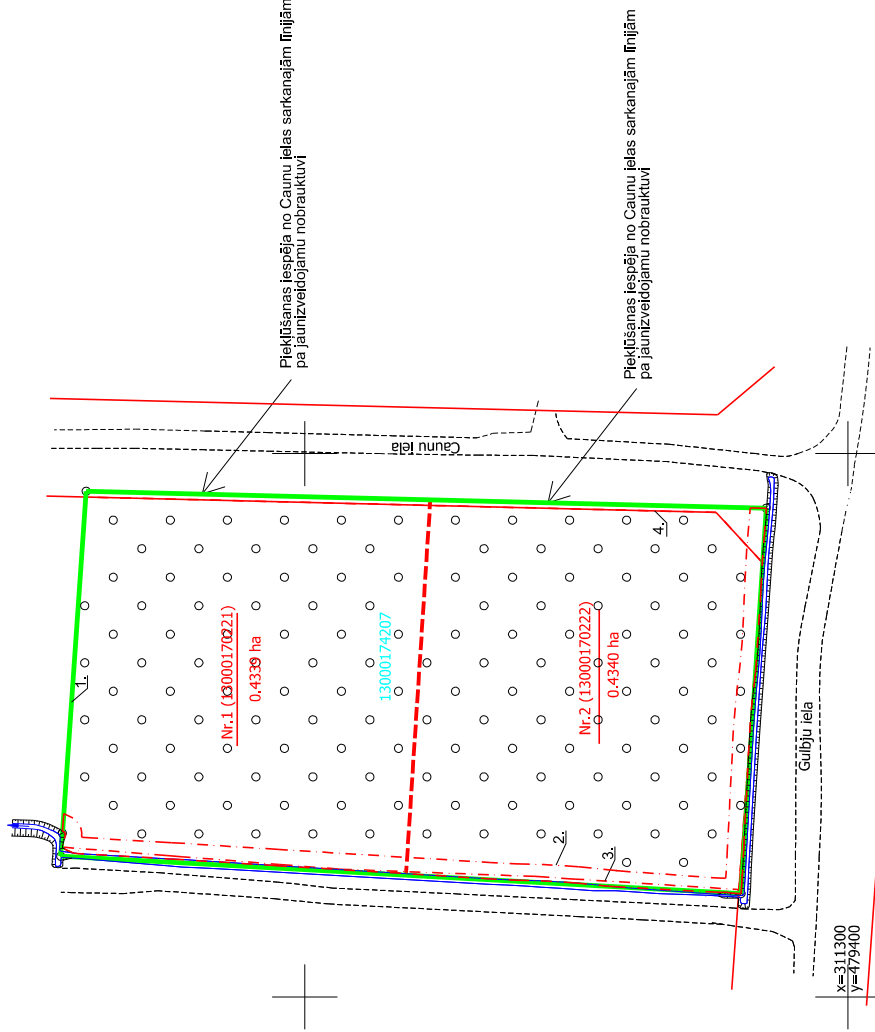 Piekļūšanas iespēja no Caunu ielas sarkanajām līnijām
pa jaunizveidojamu nobrauktuvi
Piekļūšanas iespēja no Caunu ielas sarkanajām līnijām
pa jaunizveidojamu nobrauktuvi
Caunu iela
1.
Nr.1 (13000170221)
0.4339 ha
13000174207
4.
Nr.2 (13000170222)
0.4340 ha
2.
3.
Gulbju iela
x=311300
y=479400